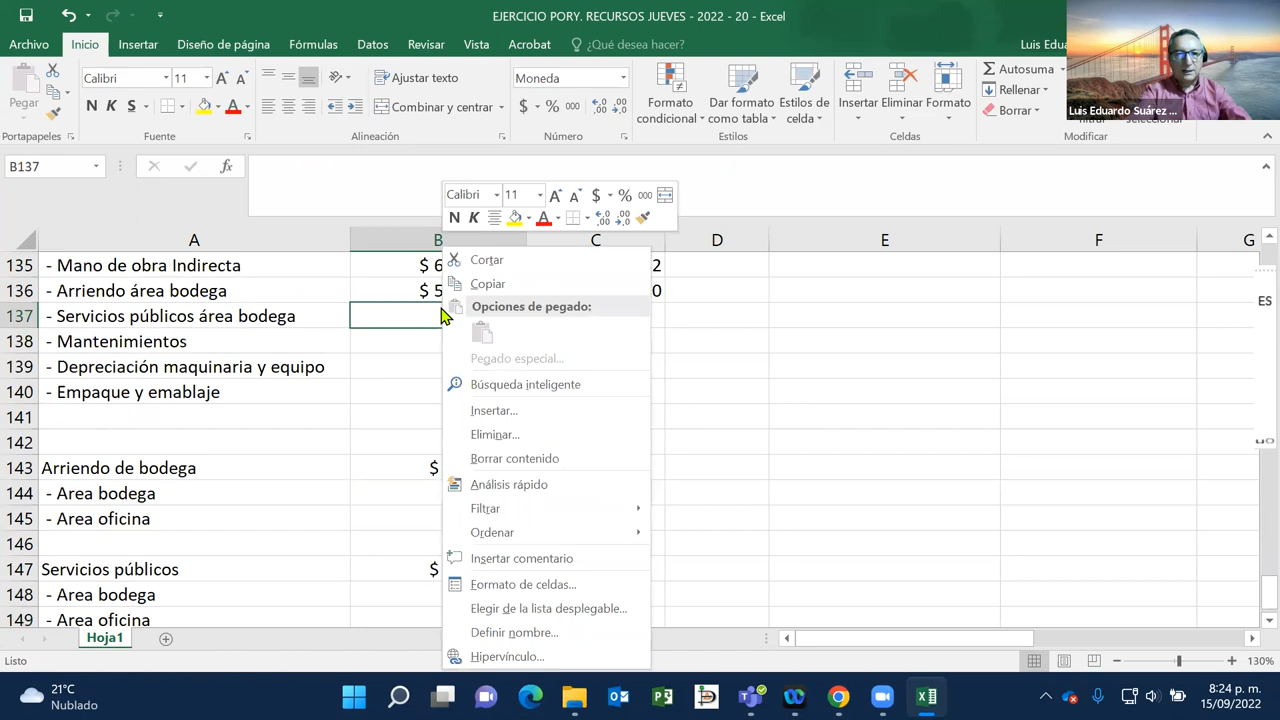 EJERCICIO PORY. RECURSOS JUEVES - 2022 - 20 - Excel
Archivo Inicio Insertar Diseño de página Fórmulas Datos Revisar Vista Acrobat ¿Qué desea hacer? Luis Edu
Pegar
Calibri 11
N K S
Ajustar texto
Combinar y centrar
Moneda
$ % 000
Formato condicional
Dar formato como tabla
Estilos de celda
Insertar Eliminar Formato
Autosuma
Rellenar
Borrar
Luis Eduardo Suárez ...
Portapapeles Fuente Alineación Número Estilos Celdas Modificar
B137 fx
Calibri 11 $ % 000
N K A
A B C D E F G
135 - Mano de obra Indirecta $ 6 2
136 - Arriendo área bodega $ 5 0
137 - Servicios públicos área bodega
138 - Mantenimientos
139 - Depreciación maquinaria y equipo
140 - Empaque y emablaje
141
142
143 Arriendo de bodega $
144 - Area bodega
145 - Area oficina
146
147 Servicios públicos $
148 - Area bodega
149 - Area oficina
Cortar
Copiar
Opciones de pegado:
Pegado especial...
Búsqueda inteligente
Insertar...
Eliminar...
Borrar contenido
Análisis rápido
Filtrar
Ordenar
Insertar comentario
Formato de celdas...
Elegir de la lista desplegable...
Definir nombre...
Hipervínculo...
ES
Hoja1
Listo 130%
21°C
Nublado
8:24 p. m.
15/09/2022